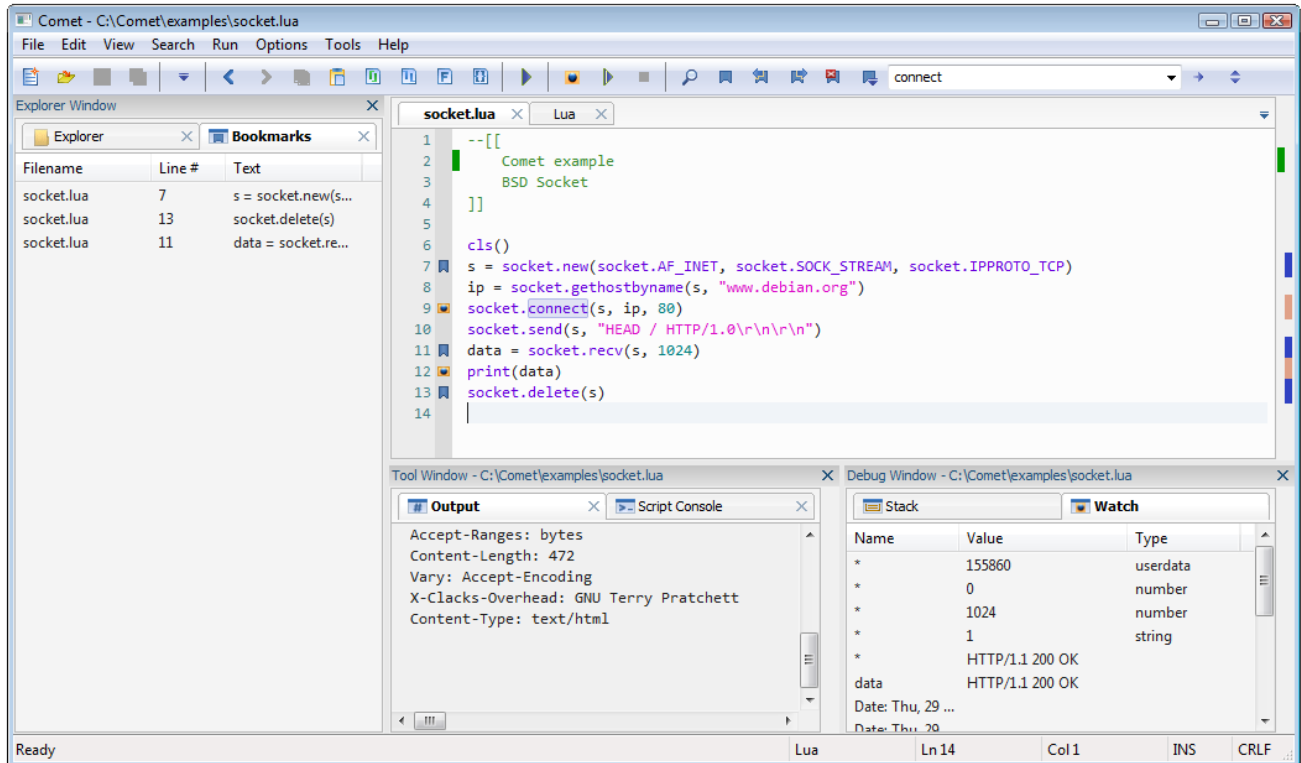 Comet - C:\Comet\examples\socket.lua
File Edit View Search Run Options Tools Help
connect
Explorer Window
Explorer Bookmarks
Filename Line # Text
socket.lua 7 s = socket.new(s...
socket.lua 13 socket.delete(s)
socket.lua 11 data = socket.re...
socket.lua Lua
1 --[[
2 Comet example
3 BSD Socket
4 ]]
5
6 cls()
7 s = socket.new(socket.AF_INET, socket.SOCK_STREAM, socket.IPPROTO_TCP)
8 ip = socket.gethostbyname(s, "www.debian.org")
9 socket.connect(s, ip, 80)
10 socket.send(s, "HEAD / HTTP/1.0\r\n\r\n")
11 data = socket.recv(s, 1024)
12 print(data)
13 socket.delete(s)
14
Tool Window - C:\Comet\examples\socket.lua
Output Script Console
Accept-Ranges: bytes
Content-Length: 472
Vary: Accept-Encoding
X-Clacks-Overhead: GNU Terry Pratchett
Content-Type: text/html
Debug Window - C:\Comet\examples\socket.lua
Stack Watch
Name Value Type
* 155860 userdata
* 0 number
* 1024 number
* 1 string
* HTTP/1.1 200 OK
data HTTP/1.1 200 OK
Date: Thu, 29 ...
Date: Thu, 29
Ready Lua Ln 14 Col 1 INS CRLF